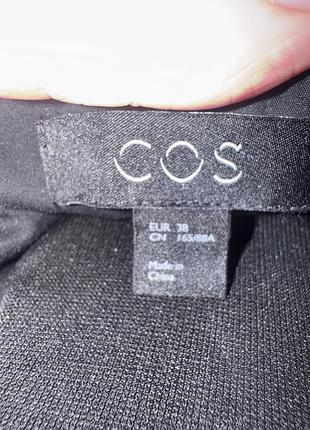 COS
EUR 38
CN 165/88A
Made in
China